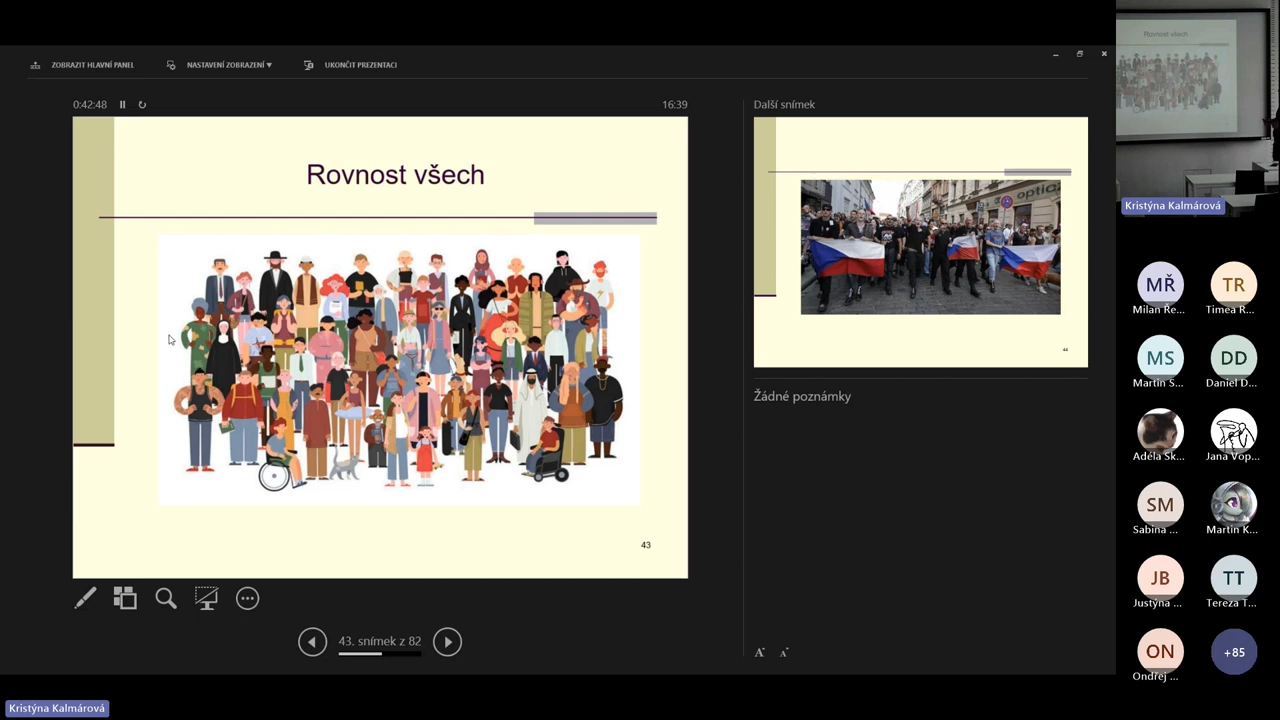 ZOBRAZIT HLAVNÍ PANEL
NASTAVENÍ ZOBRAZENÍ ▼
UKONČIT PREZENTACI
0:42:48
16:39
Další snímek
Rovnost všech
Rovnost všech
optic
43
44
Žádné poznámky
43. snímek z 82
A A
Kristýna Kalmárová
Kristýna Kalmárová
MŘ
TR
Milan Ře...
Timea R...
MS
DD
Martin S...
Daniel D...
Adéla Sk...
Jana Vop...
SM
Sabina ...
Martin K...
JB
TT
Justýna ...
Tereza T...
ON
+85
Ondřej ...